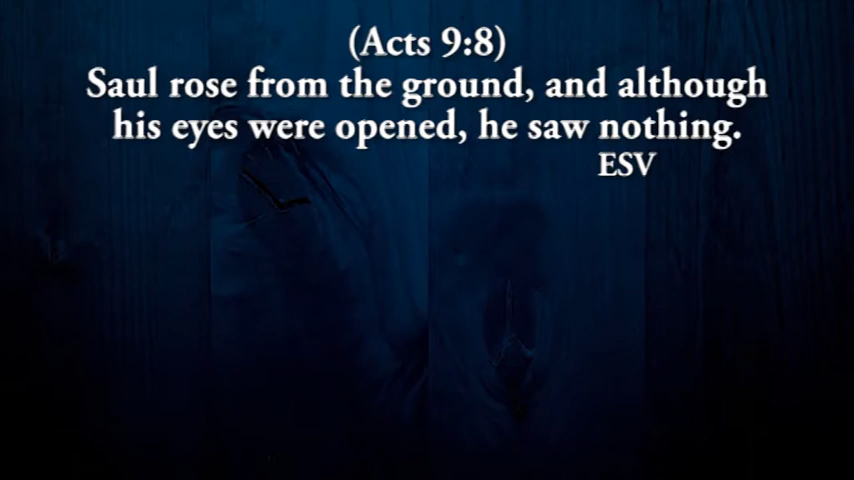 (Acts 9:8)
Saul rose from the ground, and although
his eyes were opened, he saw nothing.
ESV